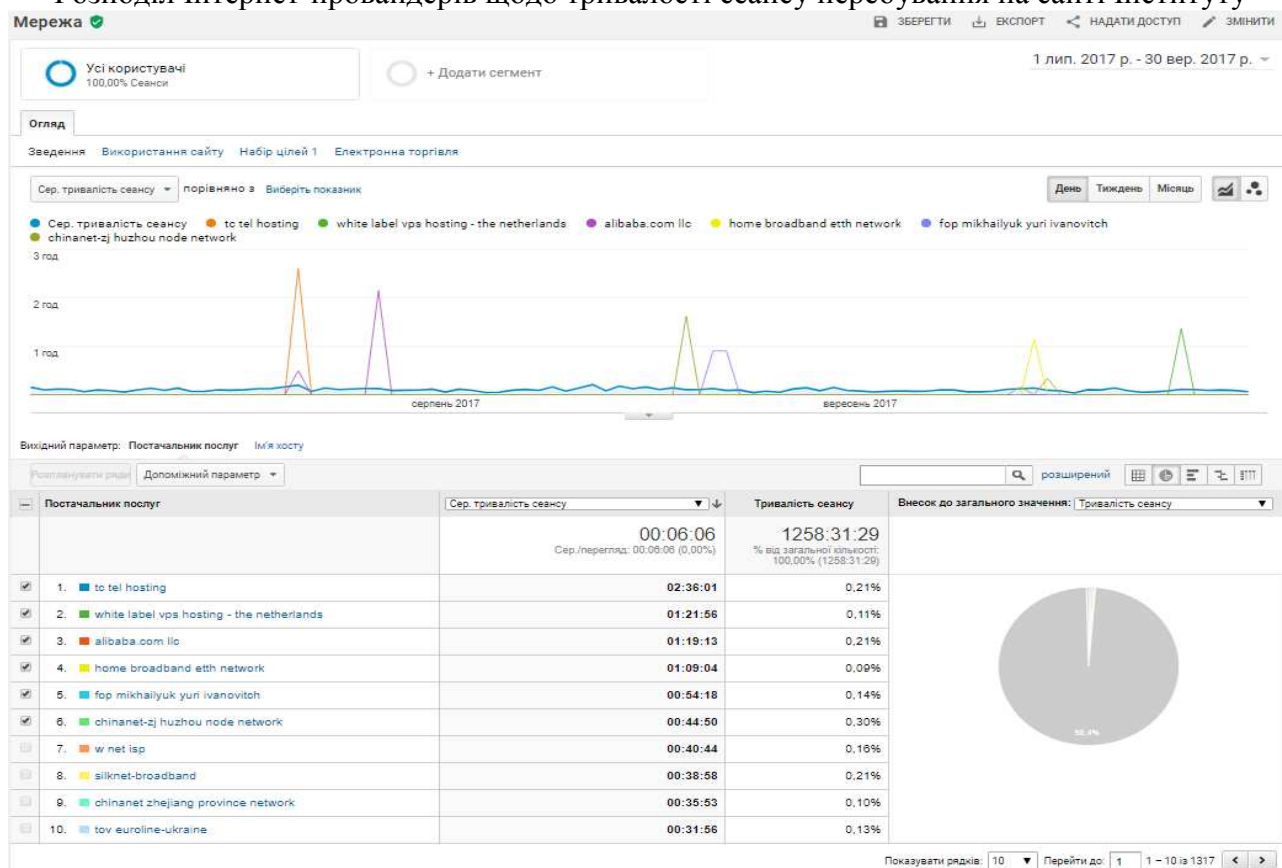 Розподіл Інтернет-провайдерів щодо тривалості сеансу перебування на сайті Інституту
Мережа
ЗБЕРЕГТИ ЕКСПОРТ НАДАТИ ДОСТУП ЗМІНИТИ
Усі користувачі
100,00% Сеанси
+ Додати сегмент
1 лип. 2017 р. - 30 вер. 2017 р.
Огляд
Зведення Використання сайту Набір цілей 1 Електронна торгівля
Сер. тривалість сеансу порівняно з Виберіть показник
День Тиждень Місяць
Сер. тривалість сеансу tc tel hosting white label vps hosting - the netherlands alibaba.com llc home broadband etth network fop mikhailyuk yuri ivanovitch
chinanet-zj huzhou node network
3 год
2 год
1 год
серпень 2017 вересень 2017
Вихідний параметр: Постачальник послуг Ім'я хосту
Допоміжний параметр
розширений
Постачальник послуг Сер. тривалість сеансу Тривалість сеансу Внесок до загального значення: Тривалість сеансу
00:06:06 1258:31:29
Сер./перегляд: 00:06:06 (0,00%) % від загальної кількості:
100,00% (1258:31:29)
1. tc tel hosting 02:36:01 0,21%
2. white label vps hosting - the netherlands 01:21:56 0,11%
3. alibaba.com llc 01:19:13 0,21%
4. home broadband etth network 01:09:04 0,09%
5. fop mikhailyuk yuri ivanovitch 00:54:18 0,14%
6. chinanet-zj huzhou node network 00:44:50 0,30%
7. w net isp 00:40:44 0,16%
8. silknet-broadband 00:38:58 0,21%
9. chinanet zhejiang province network 00:35:53 0,10%
10. tov euroline-ukraine 00:31:56 0,13%
Показувати рядків: 10 Перейти до: 1 1 – 10 із 1317